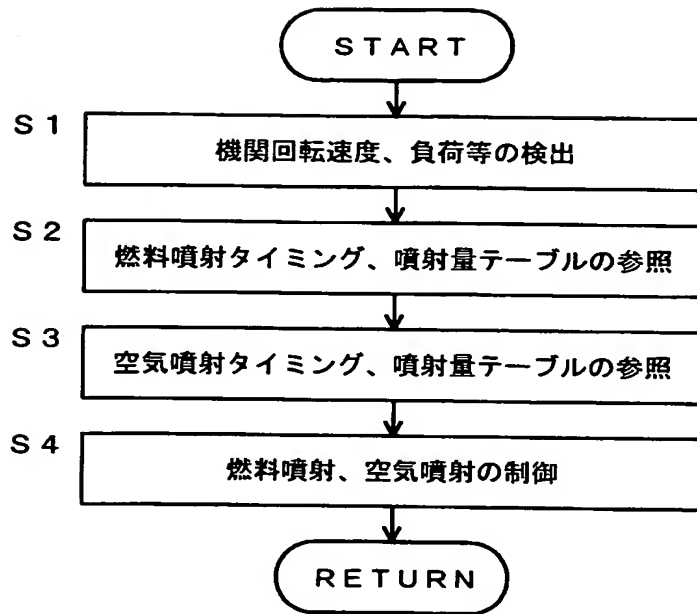 START
S1
機関回転速度、負荷等の検出
S2
燃料噴射タイミング、噴射量テーブルの参照
S3
空気噴射タイミング、噴射量テーブルの参照
S4
燃料噴射、空気噴射の制御
RETURN